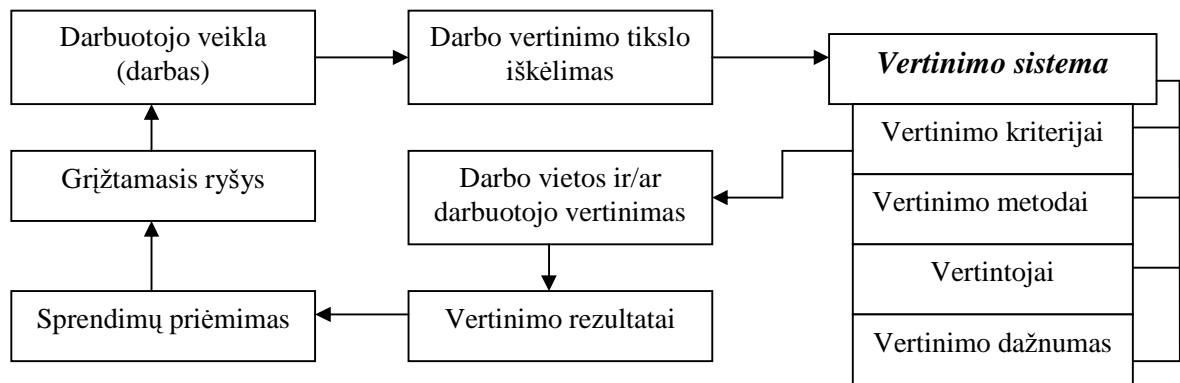 Darbuotojo veikla
(darbas)
Darbo vertinimo tikslo
iškėlimas
Vertinimo sistema
Vertinimo kriterijai
Vertinimo metodai
Vertintojai
Vertinimo dažnumas
Darbo vietos ir/ar
darbuotojo vertinimas
Vertinimo rezultatai
Sprendimų priėmimas
Grįžtamasis ryšys